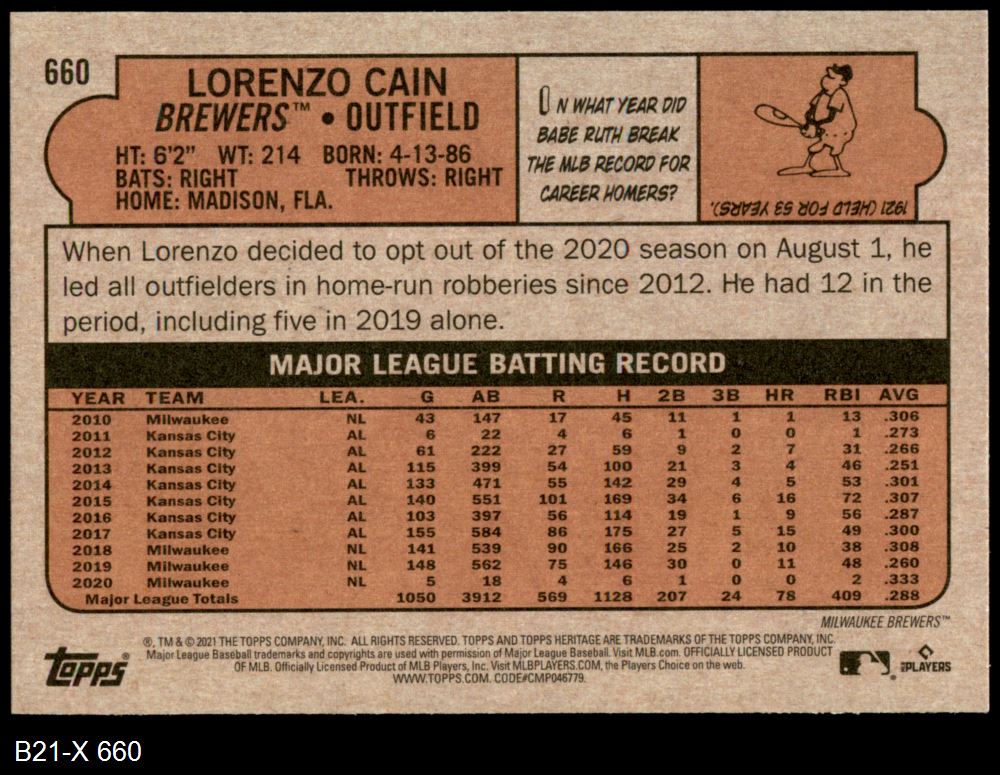 660
LORENZO CAIN
BREWERS™ • OUTFIELD
HT: 6'2" WT: 214 BORN: 4-13-86
BATS: RIGHT THROWS: RIGHT
HOME: MADISON, FLA.
IN WHAT YEAR DID
BABE RUTH BREAK
THE MLB RECORD FOR
CAREER HOMERS?
1921 (HELD FOR 53 YEARS).
When Lorenzo decided to opt out of the 2020 season on August 1, he
led all outfielders in home-run robberies since 2012. He had 12 in the
period, including five in 2019 alone.
MAJOR LEAGUE BATTING RECORD
YEAR TEAM LEA. G AB R H 2B 3B HR RBI AVG
2010 Milwaukee NL 43 147 17 45 11 1 1 13 .306
2011 Kansas City AL 6 22 4 6 1 0 0 1 .273
2012 Kansas City AL 61 222 27 59 9 2 7 31 .266
2013 Kansas City AL 115 399 54 100 21 3 4 46 .251
2014 Kansas City AL 133 471 55 142 29 4 5 53 .301
2015 Kansas City AL 140 551 101 169 34 6 16 72 .307
2016 Kansas City AL 103 397 56 114 19 1 9 56 .287
2017 Kansas City AL 155 584 86 175 27 5 15 49 .300
2018 Milwaukee NL 141 539 90 166 25 2 10 38 .308
2019 Milwaukee NL 148 562 75 146 30 0 11 48 .260
2020 Milwaukee NL 5 18 4 6 1 0 0 2 .333
Major League Totals 1050 3912 569 1128 207 24 78 409 .288
MILWAUKEE BREWERS™
®, TM & © 2021 THE TOPPS COMPANY, INC. ALL RIGHTS RESERVED. TOPPS AND TOPPS HERITAGE ARE TRADEMARKS OF THE TOPPS COMPANY, INC.
Major League Baseball trademarks and copyrights are used with permission of Major League Baseball. Visit MLB.com. OFFICIALLY LICENSED PRODUCT
OF MLB. Officially Licensed Product of MLB Players, Inc. Visit MLBPLAYERS.COM, the Players Choice on the web.
WWW.TOPPS.COM. CODE#CMP046779.
Topps®
PLAYERS
B21-X 660